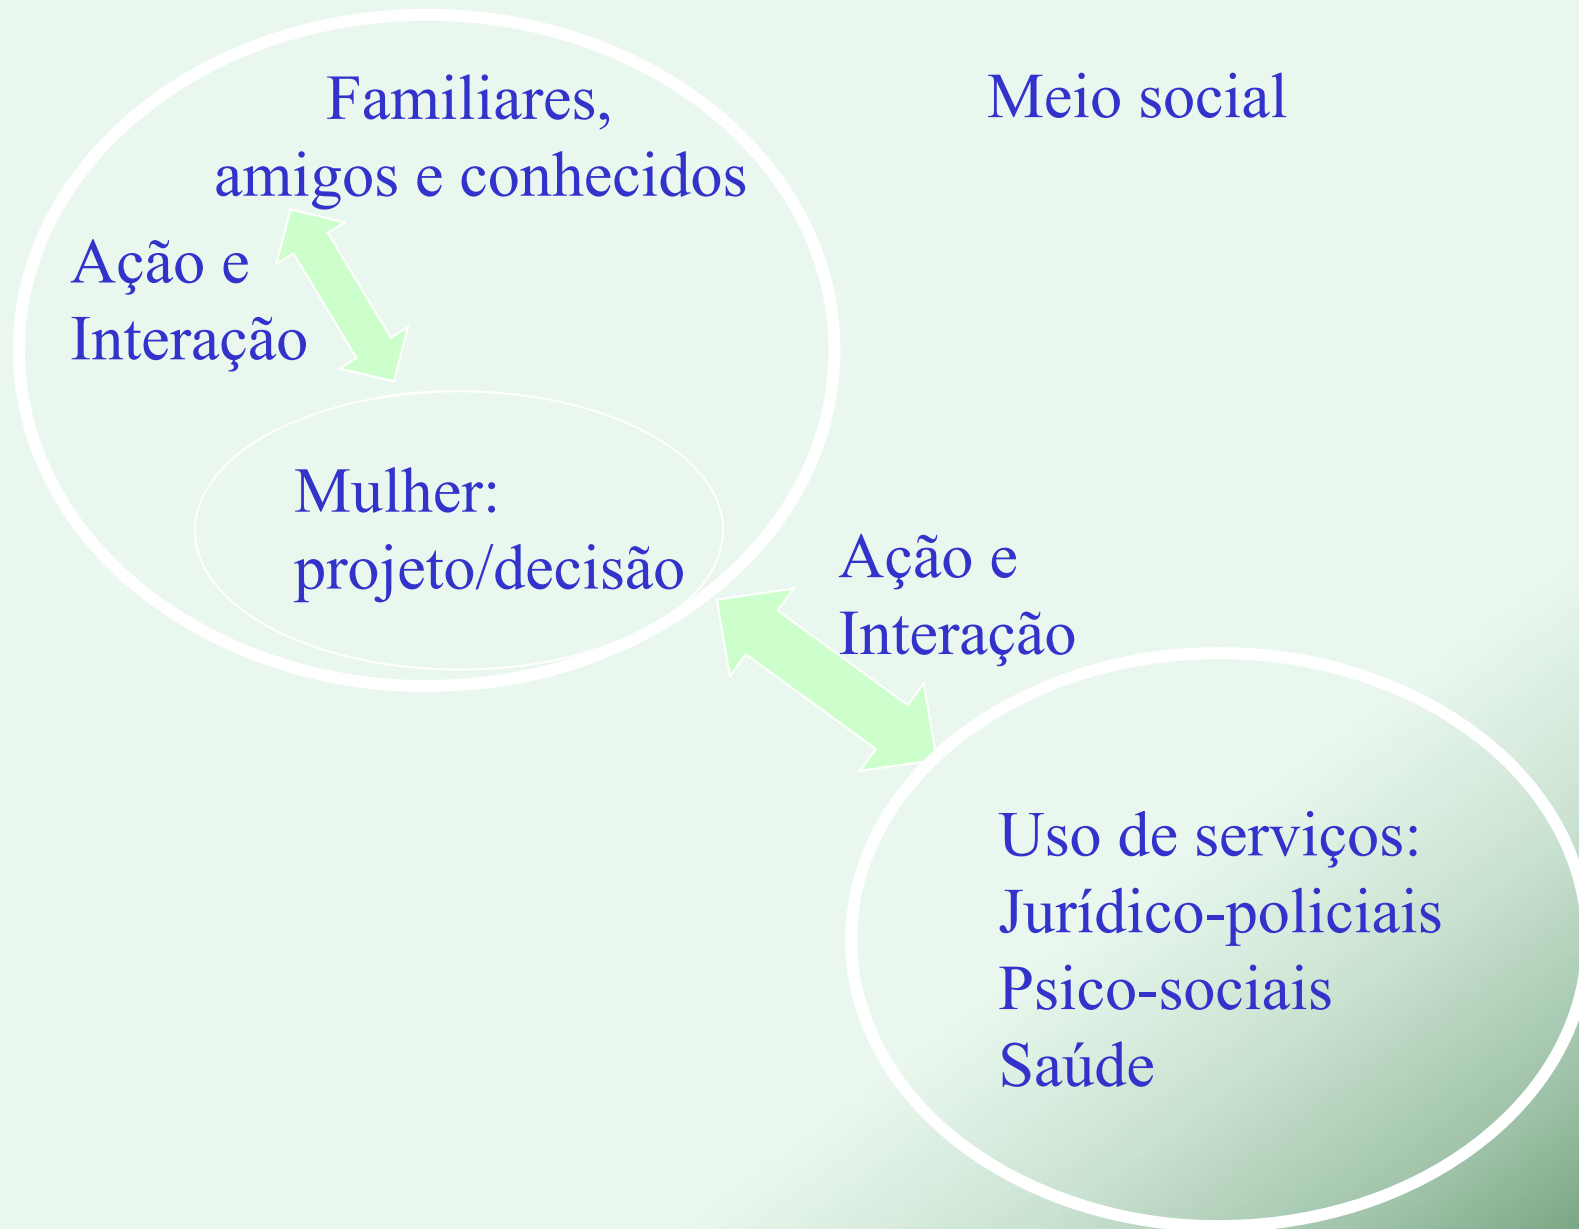 Familiares,
amigos e conhecidos
Meio social
Ação e
Interação
Mulher:
projeto/decisão
Ação e
Interação
Uso de serviços:
Jurídico-policiais
Psico-sociais
Saúde